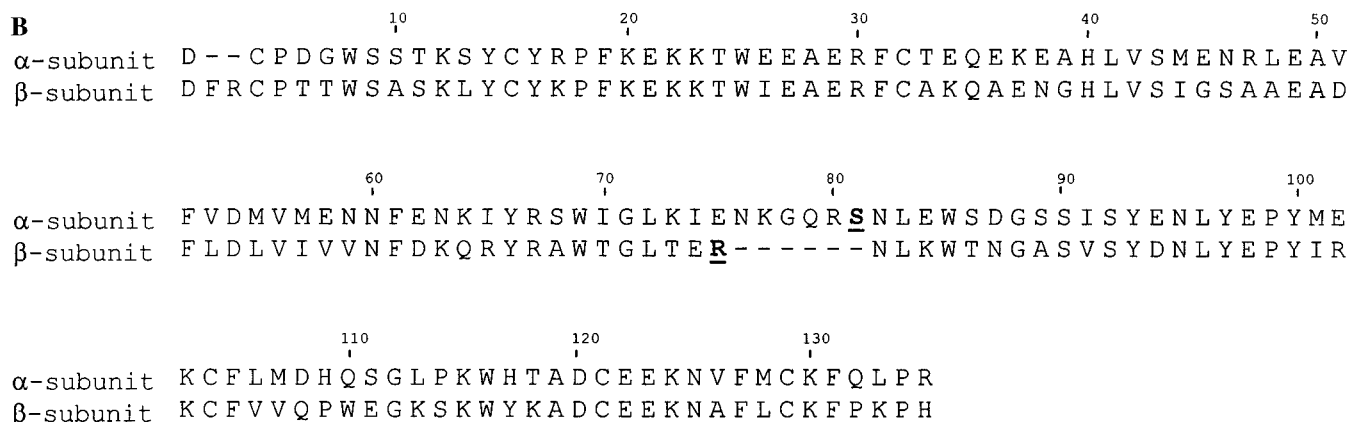 B
10 20 30 40 50
α-subunit D--CPDGWSSTKSYCYRPFKEKKTWEEAERFCTEQEKEAHLVSMENRLEAV
β-subunit DFRCPTTWSASKLYCYKPFKEKKTWIEAERFCAKQAENGHLVSIGSAAEAD
60 70 80 90 100
α-subunit FVDMVMENNFENKIYRSWIGLKIENKGQRSNLEWSDGSSISYENLYEPYME
β-subunit FLDLVIVVNFDKQRYRAWTGLTER------NLKWTNGASVSYDNLYEPYIR
110 120 130
α-subunit KCFLMDHQSGLPKWHTADCEEKNVFMCKFQLPR
β-subunit KCFVVQPWEGKSKWYKADCEEKNAFLCKFPKPH